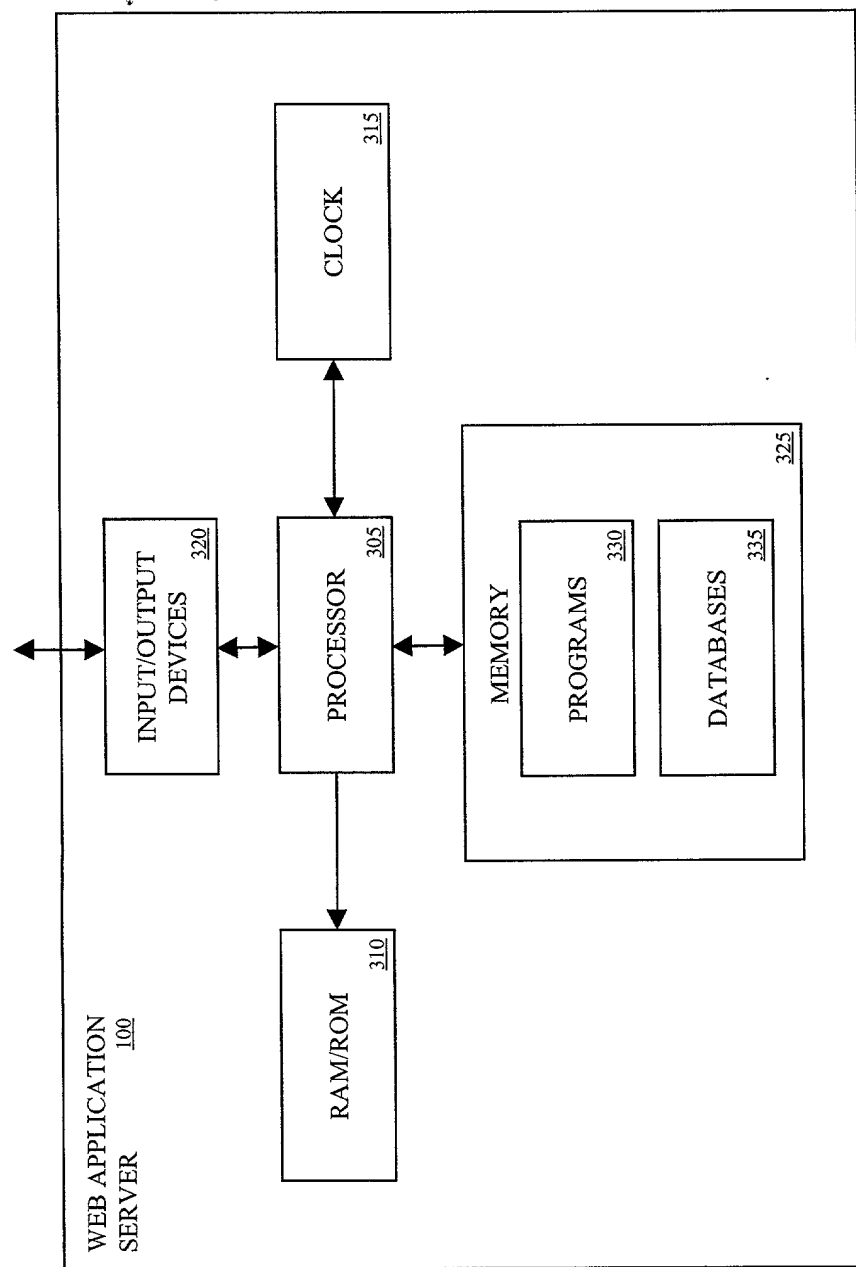 WEB APPLICATION
SERVER 100
INPUT/OUTPUT
DEVICES
320
RAM/ROM
310
PROCESSOR
305
CLOCK
315
MEMORY
PROGRAMS
330
DATABASES
335
325